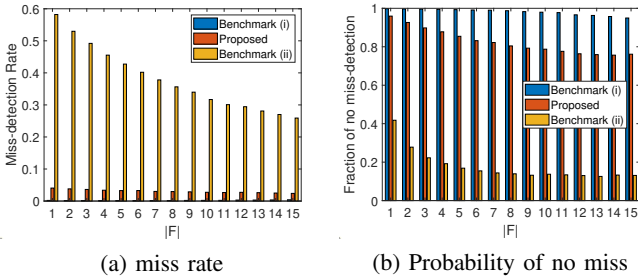 0.6
0.5
0.4
0.3
0.2
0.1
0
Miss-detection Rate
Benchmark (i)
Proposed
Benchmark (ii)
1 2 3 4 5 6 7 8 9 10 11 12 13 14 15
|F|
(a) miss rate
1
0.8
0.6
0.4
0.2
0
Fraction of no miss-detection
Benchmark (i)
Proposed
Benchmark (ii)
1 2 3 4 5 6 7 8 9 10 11 12 13 14 15
|F|
(b) Probability of no miss